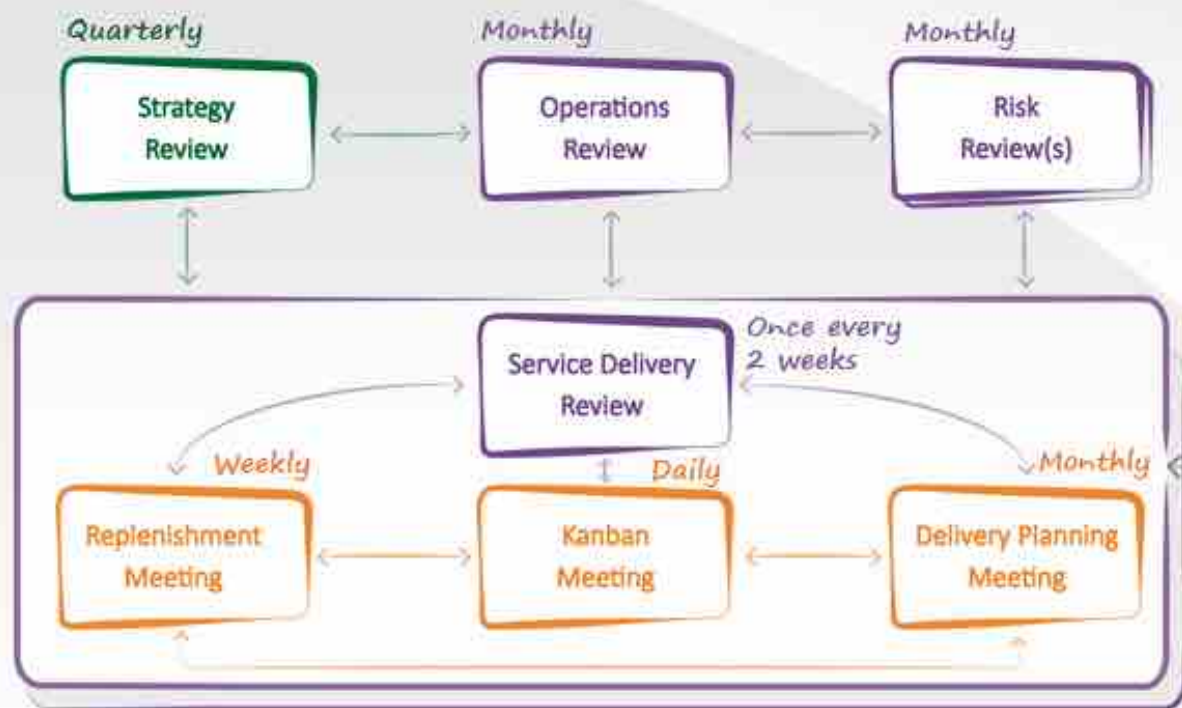 Quarterly
Strategy
Review
Monthly
Operations
Review
Monthly
Risk
Review(s)
Service Delivery
Review
Once every
2 weeks
Weekly
Replenishment
Meeting
Daily
Kanban
Meeting
Monthly
Delivery Planning
Meeting